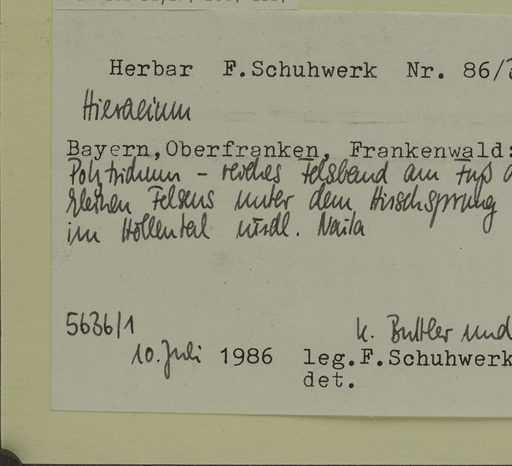 Herbar F.Schuhwerk Nr. 86/
Hieracium
Bayern,Oberfranken, Frankenwald:
Polytrichum - reiches Felsband am Fuß
kleinen Felsens unter dem Hirschsprung
im Höllental nördl. Naila
5636/1
K. Buttler und
10. Juli 1986 leg.F.Schuhwerk
det.